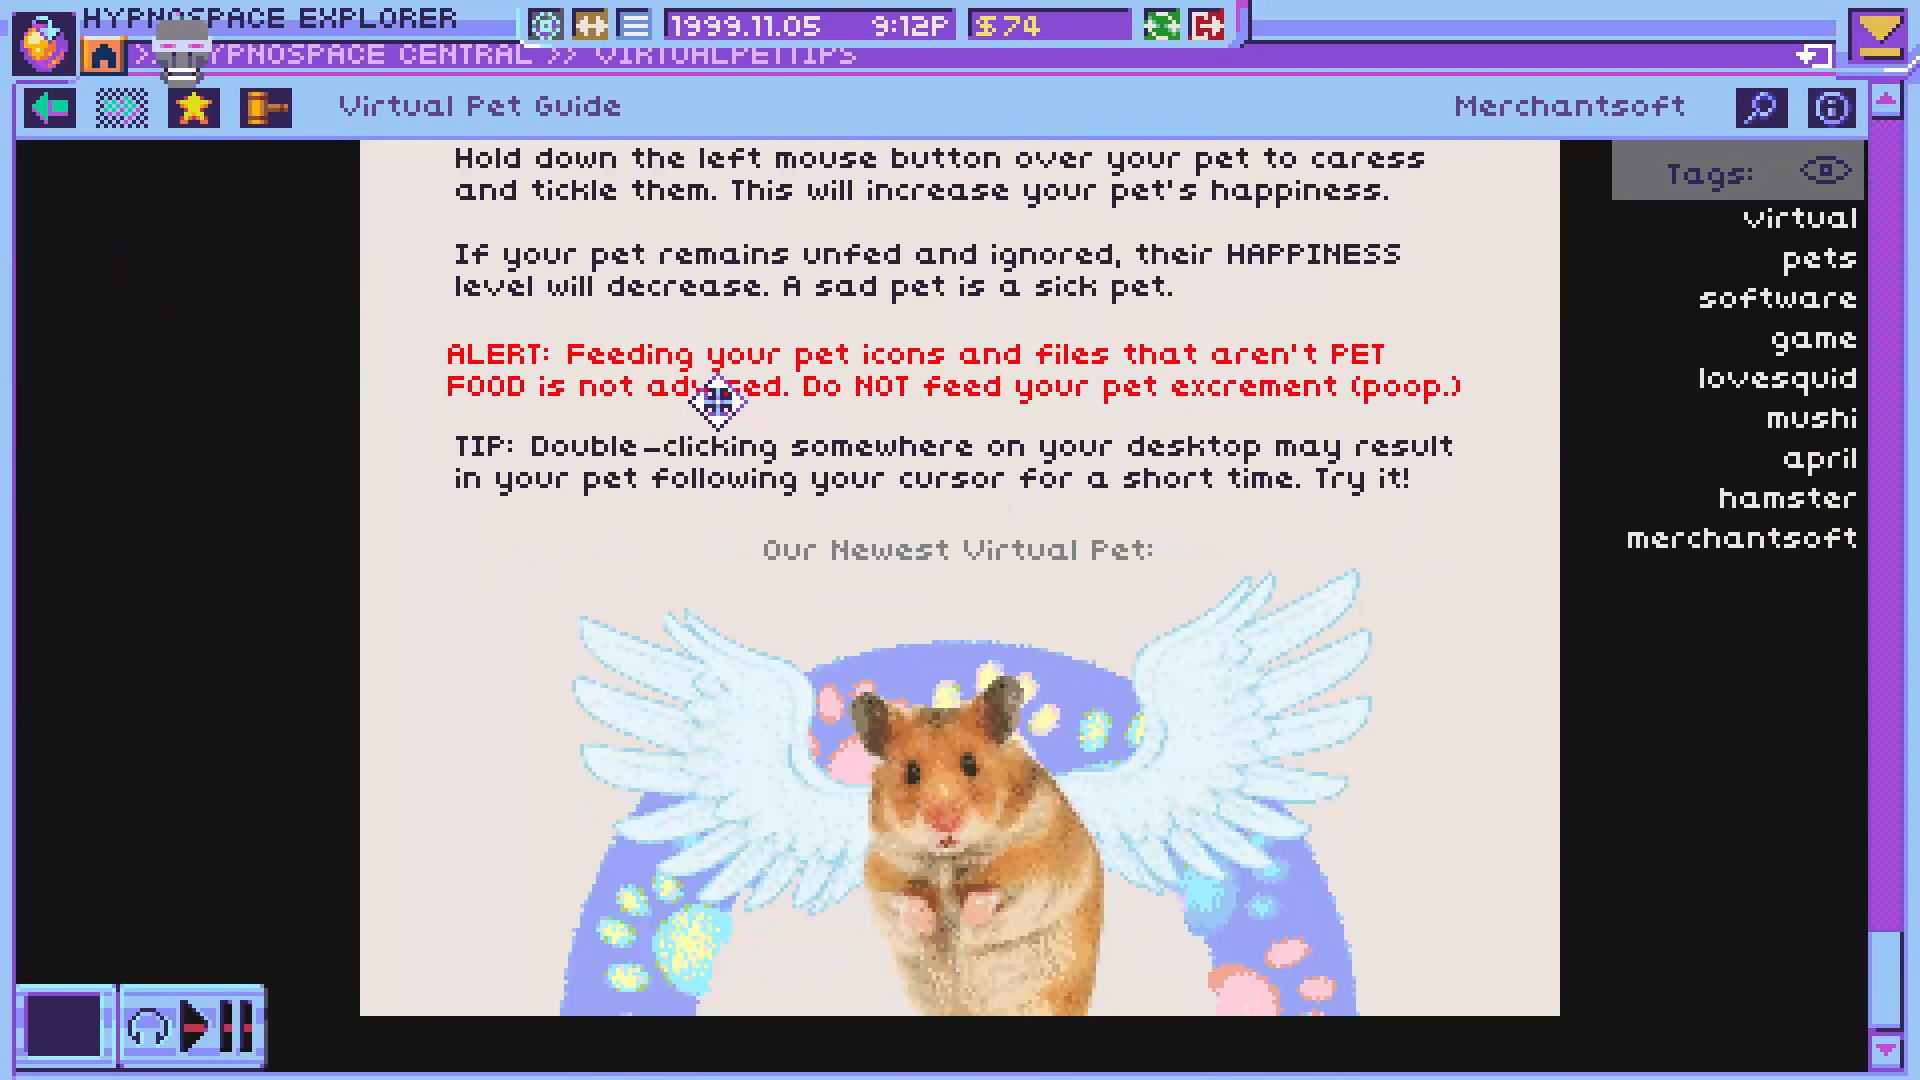 HYPNOSPACE EXPLORER
1999.11.05 9:12P $74
>> HYPNOSPACE CENTRAL >> VIRTUALPETTIPS
Virtual Pet Guide
Merchantsoft
Hold down the left mouse button over your pet to caress
and tickle them. This will increase your pet's happiness.
If your pet remains unfed and ignored, their HAPPINESS
level will decrease. A sad pet is a sick pet.
ALERT: Feeding your pet icons and files that aren't PET
FOOD is not advised. Do NOT feed your pet excrement (poop.)
TIP: Double-clicking somewhere on your desktop may result
in your pet following your cursor for a short time. Try it!
Our Newest Virtual Pet:
Tags:
virtual
pets
software
game
lovesquid
mushi
april
hamster
merchantsoft